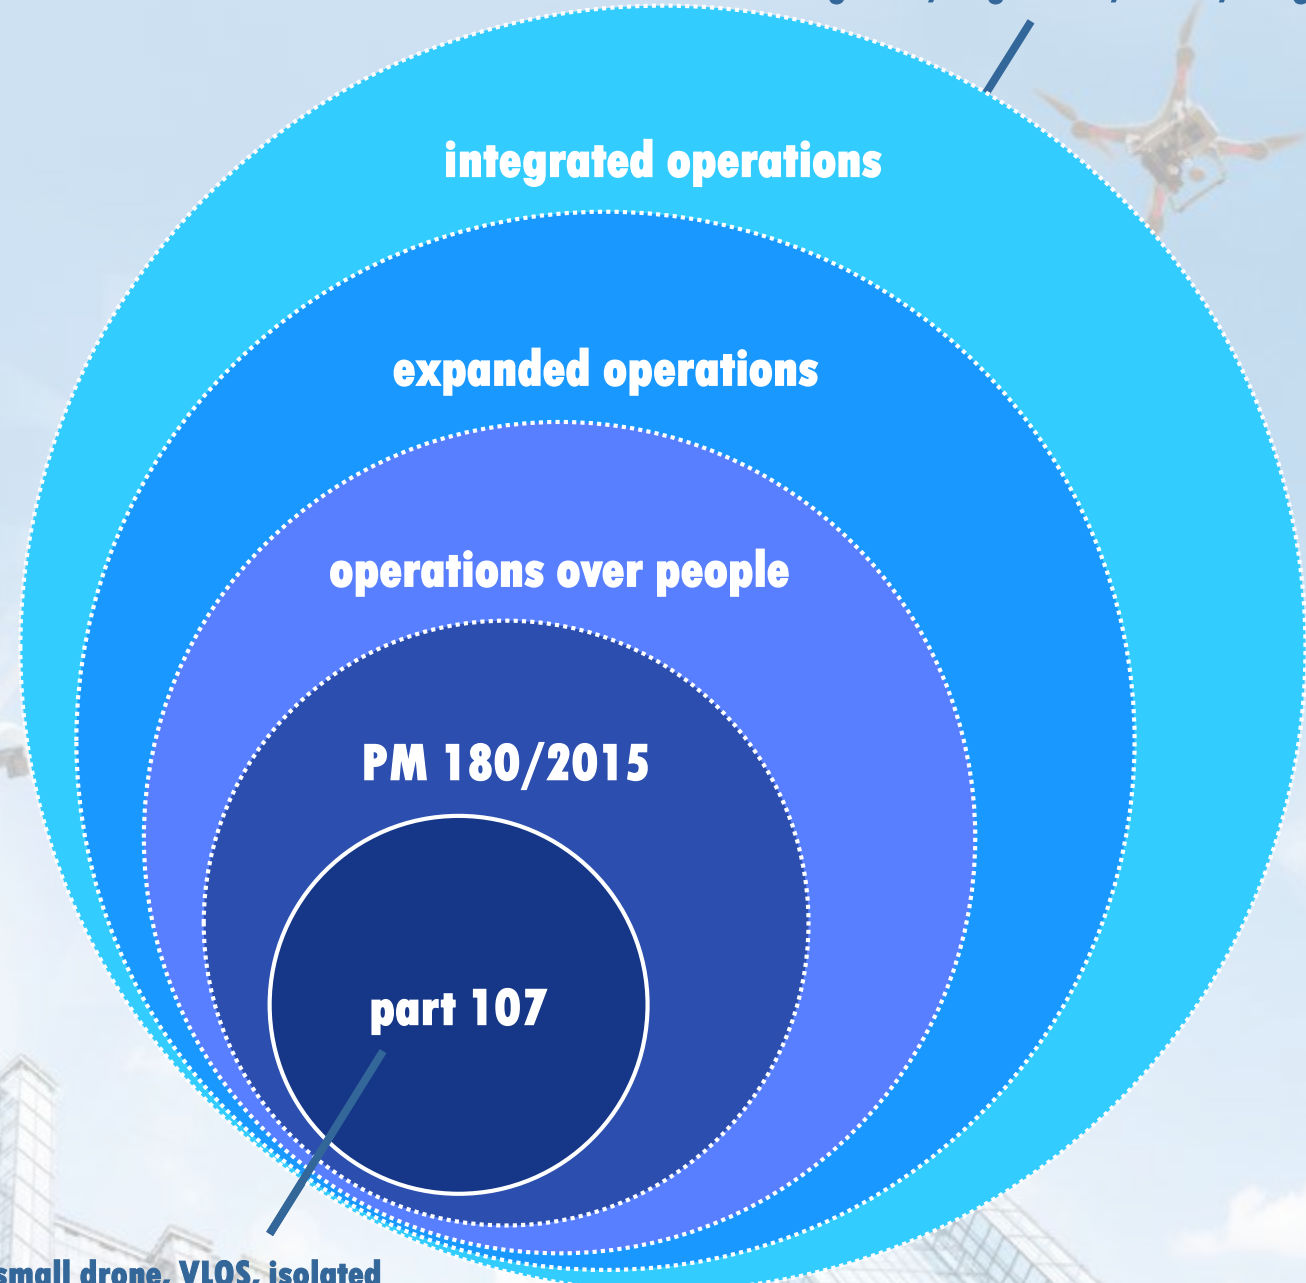 integrated operations
expanded operations
operations over people
PM 180/2015
part 107
small drone, VLOS, isolated